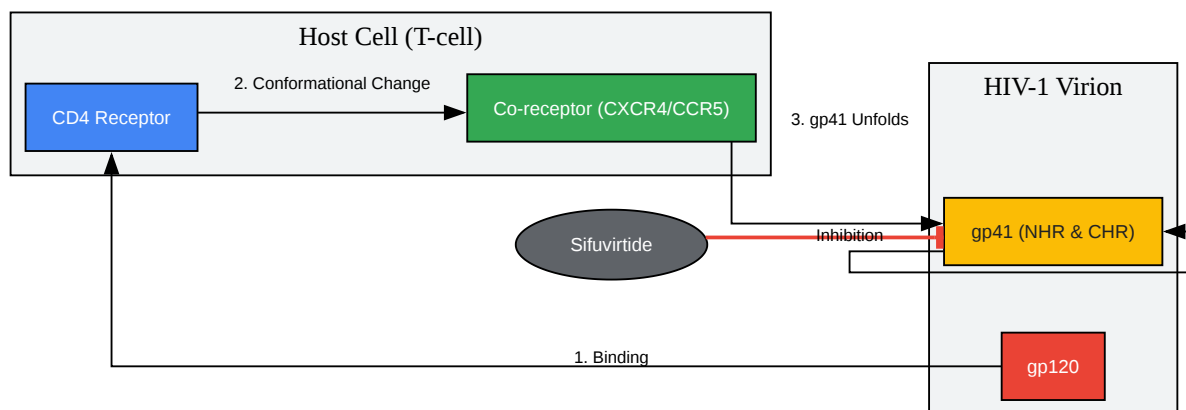 Host Cell (T-cell)
CD4 Receptor
2. Conformational Change
Co-receptor (CXCR4/CCR5)
3. gp41 Unfolds
HIV-1 Virion
Sifuvirtide
Inhibition
gp41 (NHR & CHR)
1. Binding
gp120